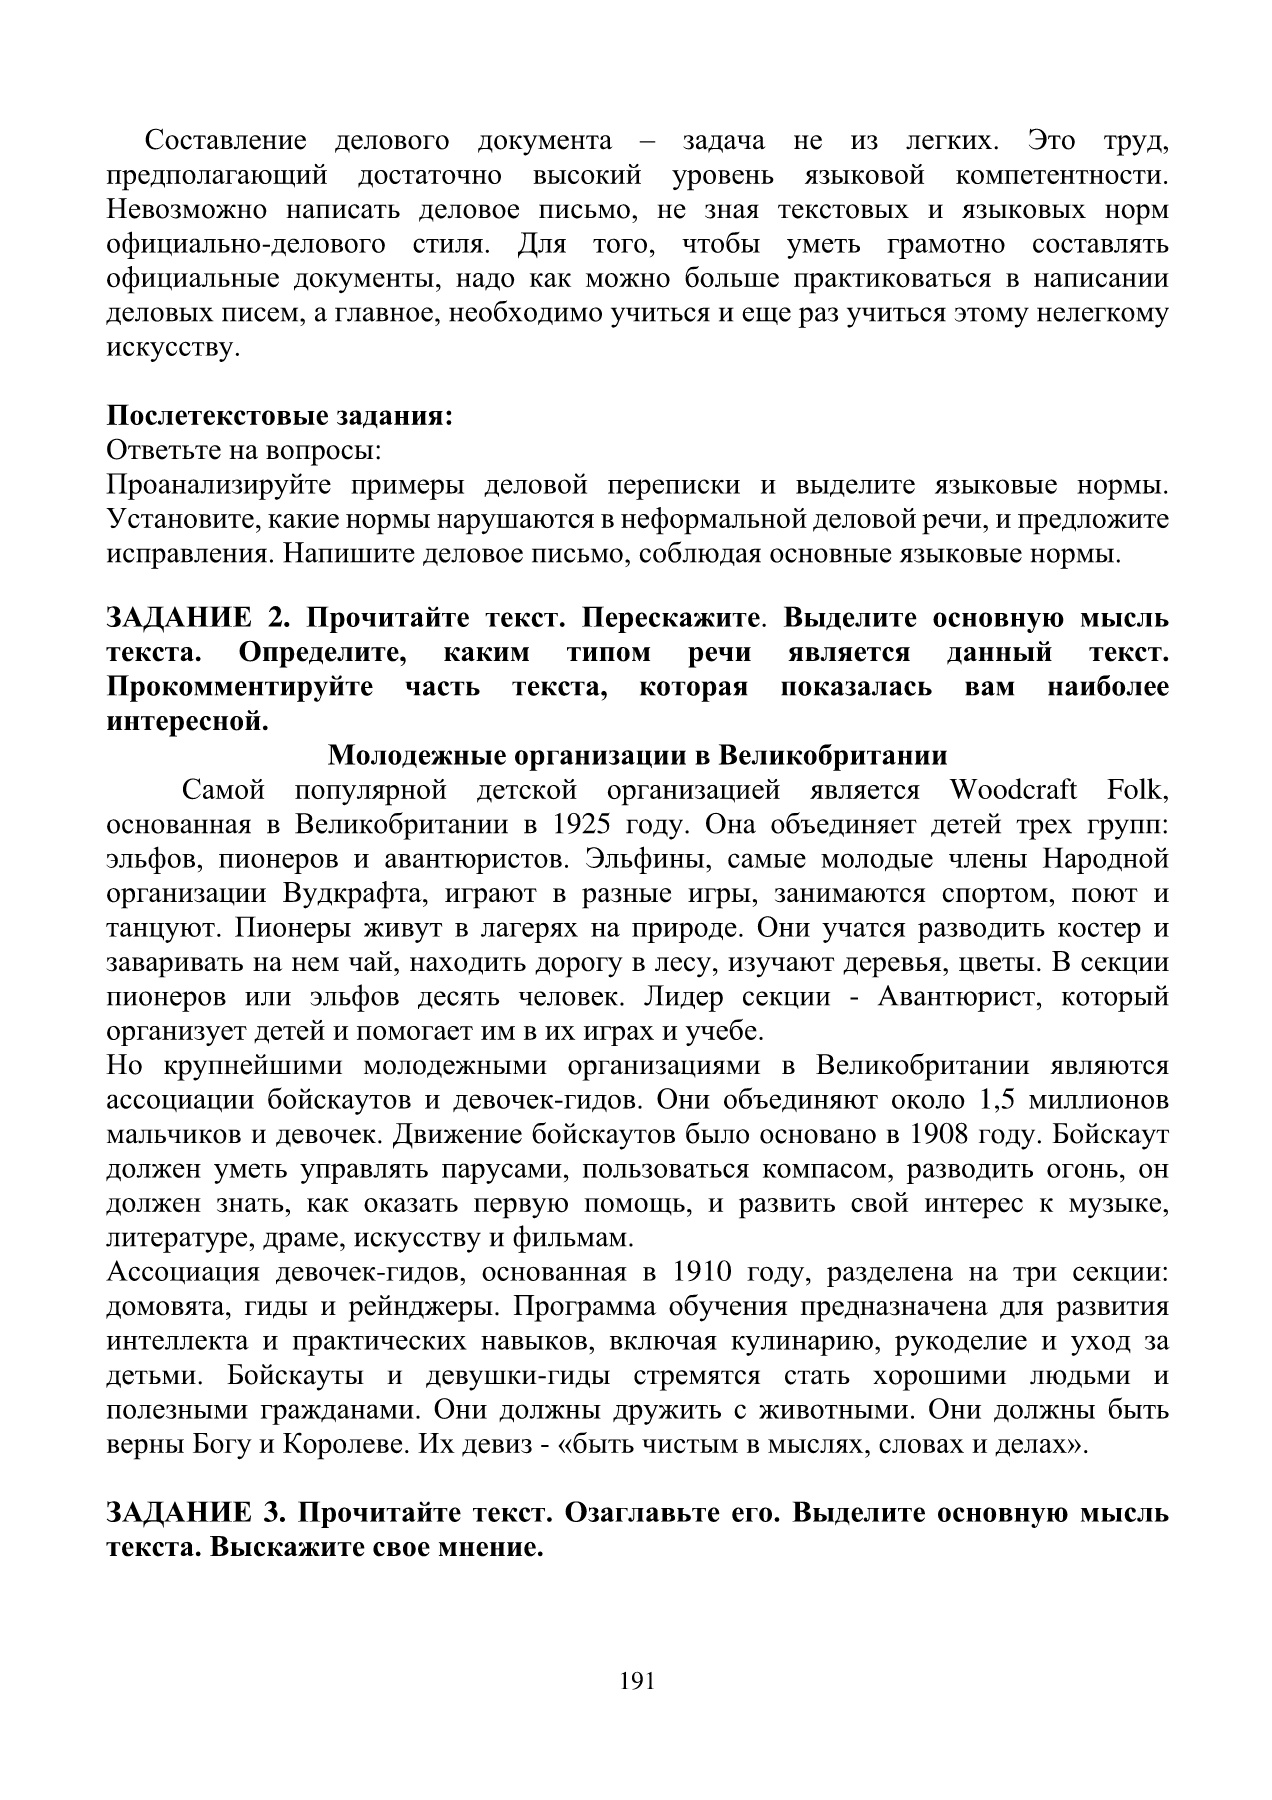 Составление делового документа – задача не из легких. Это труд,
предполагающий достаточно высокий уровень языковой компетентности.
Невозможно написать деловое письмо, не зная текстовых и языковых норм
официально-делового стиля. Для того, чтобы уметь грамотно составлять
официальные документы, надо как можно больше практиковаться в написании
деловых писем, а главное, необходимо учиться и еще раз учиться этому нелегкому
искусству.
Послетекстовые задания:
Ответьте на вопросы:
Проанализируйте примеры деловой переписки и выделите языковые нормы.
Установите, какие нормы нарушаются в неформальной деловой речи, и предложите
исправления. Напишите деловое письмо, соблюдая основные языковые нормы.
ЗАДАНИЕ 2. Прочитайте текст. Перескажите. Выделите основную мысль
текста. Определите, каким типом речи является данный текст.
Прокомментируйте часть текста, которая показалась вам наиболее
интересной.
Молодежные организации в Великобритании
Самой популярной детской организацией является Woodcraft Folk,
основанная в Великобритании в 1925 году. Она объединяет детей трех групп:
эльфов, пионеров и авантюристов. Эльфины, самые молодые члены Народной
организации Вудкрафта, играют в разные игры, занимаются спортом, поют и
танцуют. Пионеры живут в лагерях на природе. Они учатся разводить костер и
заваривать на нем чай, находить дорогу в лесу, изучают деревья, цветы. В секции
пионеров или эльфов десять человек. Лидер секции - Авантюрист, который
организует детей и помогает им в их играх и учебе.
Но крупнейшими молодежными организациями в Великобритании являются
ассоциации бойскаутов и девочек-гидов. Они объединяют около 1,5 миллионов
мальчиков и девочек. Движение бойскаутов было основано в 1908 году. Бойскаут
должен уметь управлять парусами, пользоваться компасом, разводить огонь, он
должен знать, как оказать первую помощь, и развить свой интерес к музыке,
литературе, драме, искусству и фильмам.
Ассоциация девочек-гидов, основанная в 1910 году, разделена на три секции:
домовята, гиды и рейнджеры. Программа обучения предназначена для развития
интеллекта и практических навыков, включая кулинарию, рукоделие и уход за
детьми. Бойскауты и девушки-гиды стремятся стать хорошими людьми и
полезными гражданами. Они должны дружить с животными. Они должны быть
верны Богу и Королеве. Их девиз - «быть чистым в мыслях, словах и делах».
ЗАДАНИЕ 3. Прочитайте текст. Озаглавьте его. Выделите основную мысль
текста. Выскажите свое мнение.
191